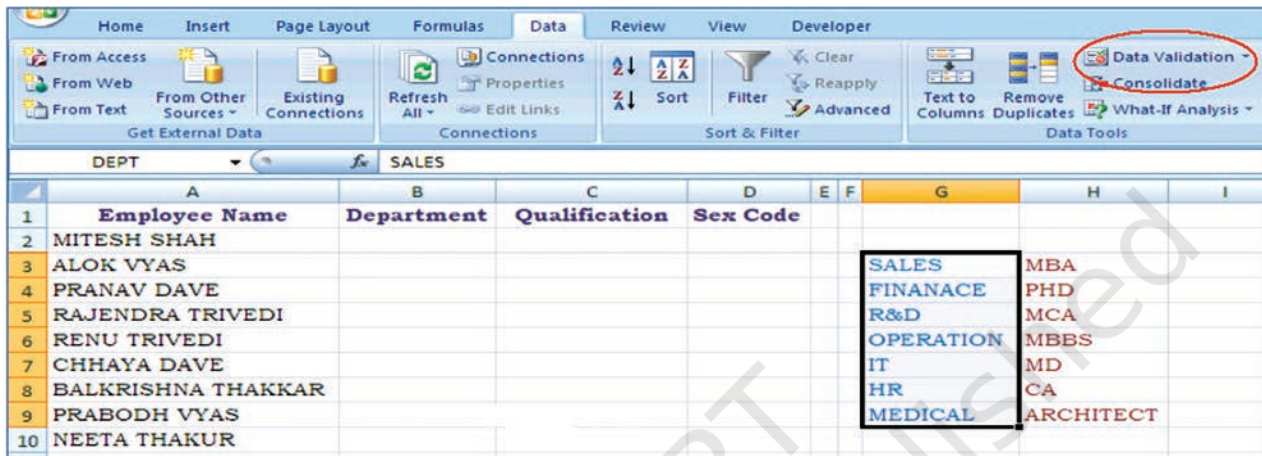 Home Insert Page Layout Formulas Data Review View Developer
From Access
From Web
From Text
From Other Sources
Existing Connections
Get External Data
Refresh All
Connections
Properties
Edit Links
Connections
Sort
Filter
Clear
Reapply
Advanced
Sort & Filter
Text to Columns
Remove Duplicates
Data Validation
Consolidate
What-If Analysis
Data Tools
DEPT fx SALES
A B C D E F G H I
1 Employee Name Department Qualification Sex Code
2 MITESH SHAH
3 ALOK VYAS SALES MBA
4 PRANAV DAVE FINANACE PHD
5 RAJENDRA TRIVEDI R&D MCA
6 RENU TRIVEDI OPERATION MBBS
7 CHHAYA DAVE IT MD
8 BALKRISHNA THAKKAR HR CA
9 PRABODH VYAS MEDICAL ARCHITECT
10 NEETA THAKUR